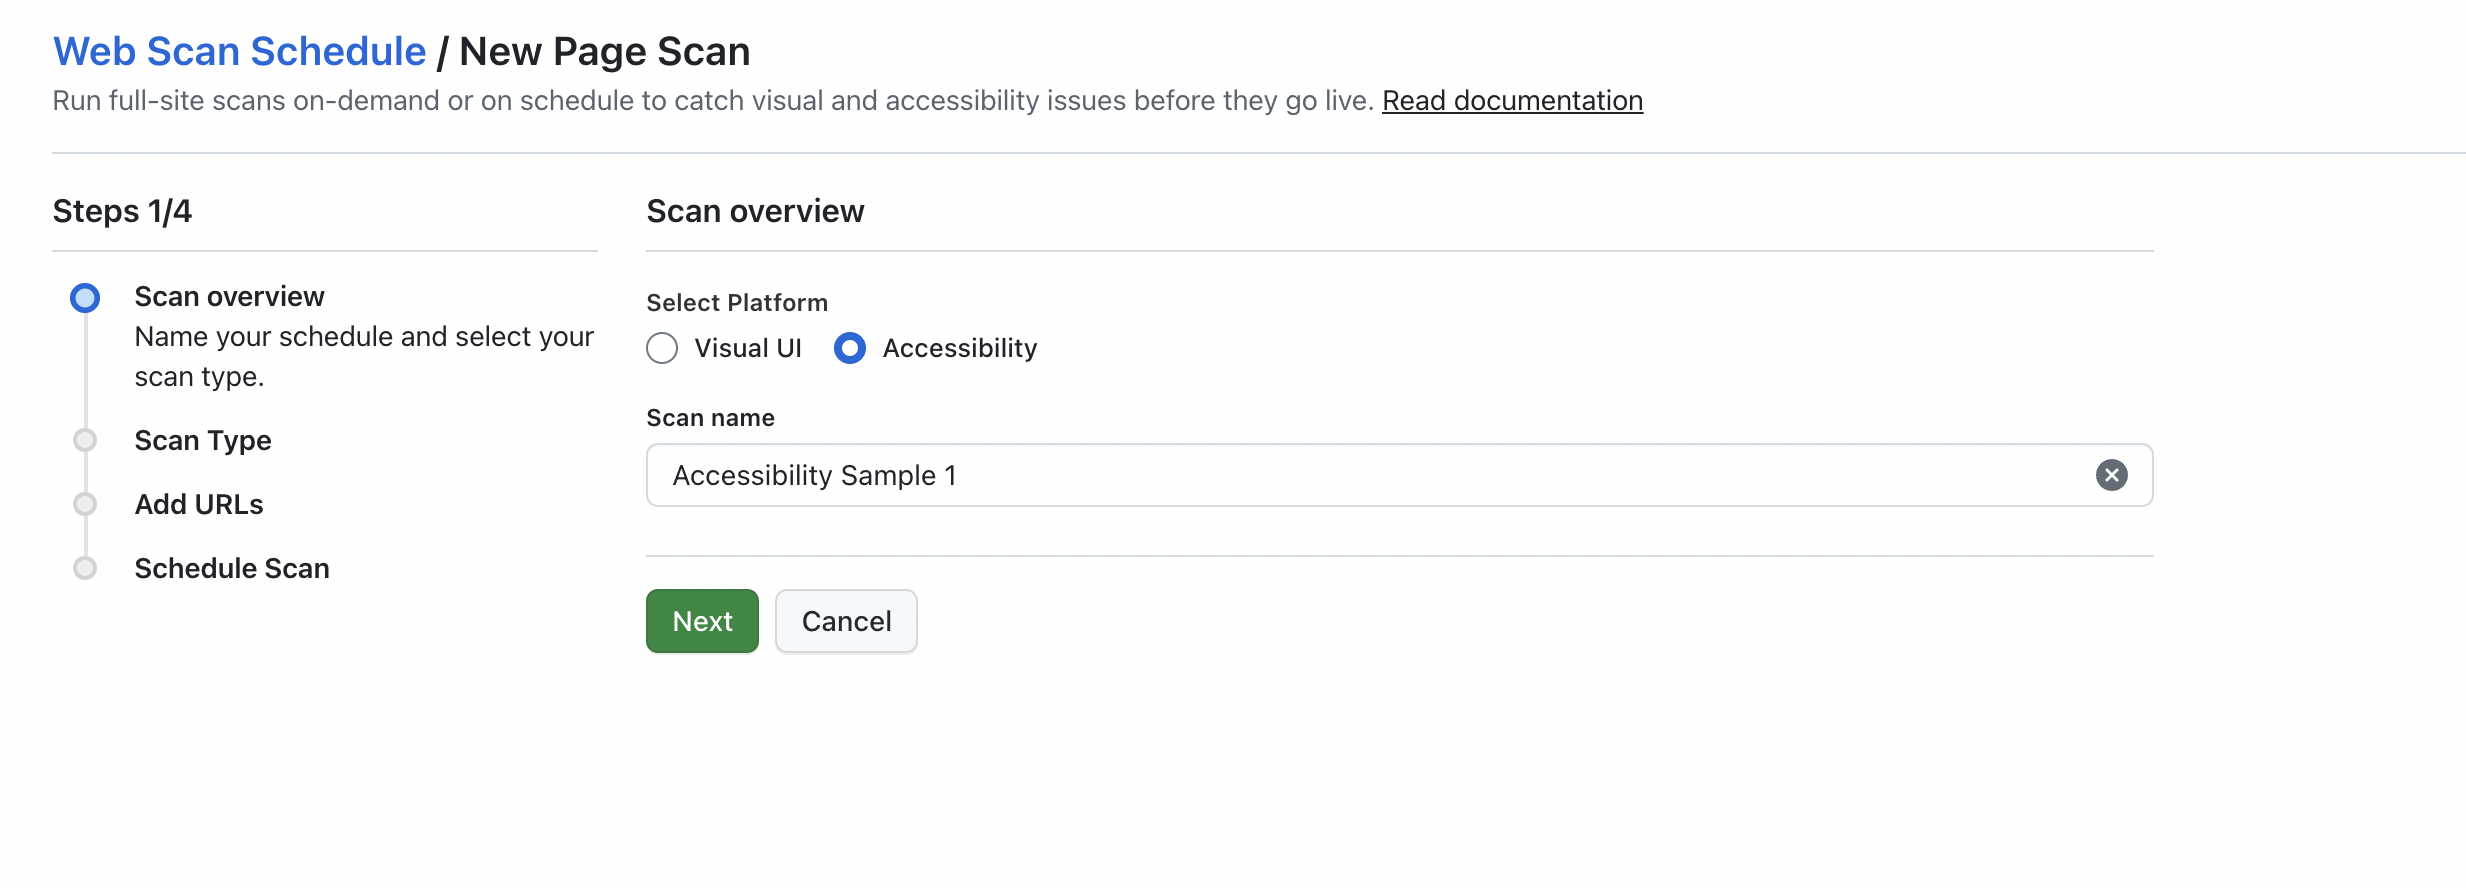 Web Scan Schedule / New Page Scan
Run full-site scans on-demand or on schedule to catch visual and accessibility issues before they go live. Read documentation
Steps 1/4
Scan overview
Name your schedule and select your
scan type.
Scan Type
Add URLs
Schedule Scan
Scan overview
Select Platform
Visual UI Accessibility
Scan name
Accessibility Sample 1
Next Cancel